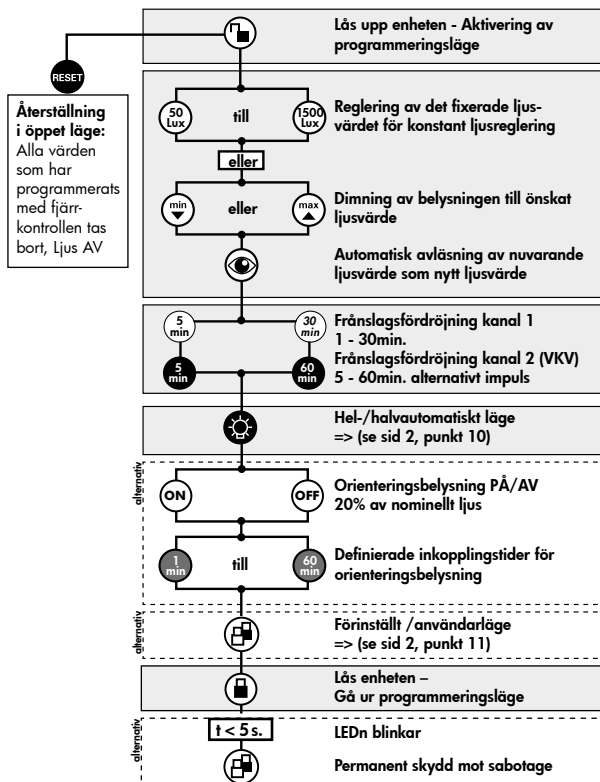 Lås upp enheten - Aktivering av
programmeringsläge
RESET
Återställning
i öppet läge:
Alla värden
som har
programmerats
med fjärr-
kontrollen tas
bort, Ljus AV
50
Lux
till
1500
Lux
Reglering av det fixerade ljus-
värdet för konstant ljusreglering
eller
min
eller
max
Dimning av belysningen till önskat
ljusvärde
Automatisk avläsning av nuvarande
ljusvärde som nytt ljusvärde
5
min
30
min
Frånslagsfördröjning kanal 1
1 - 30min.
5
min
60
min
Frånslagsfördröjning kanal 2 (VKV)
5 - 60min. alternativt impuls
Hel-/halvautomatiskt läge
=> (se sid 2, punkt 10)
alternativ
ON
OFF
Orienteringsbelysning PÅ/AV
20% av nominellt ljus
1
min
till
60
min
Definierade inkopplingstider för
orienteringsbelysning
alternativ
Förinställt /användarläge
=> (se sid 2, punkt 11)
Lås enheten –
Gå ur programmeringsläge
alternativ
t < 5 s.
LEDn blinkar
Permanent skydd mot sabotage